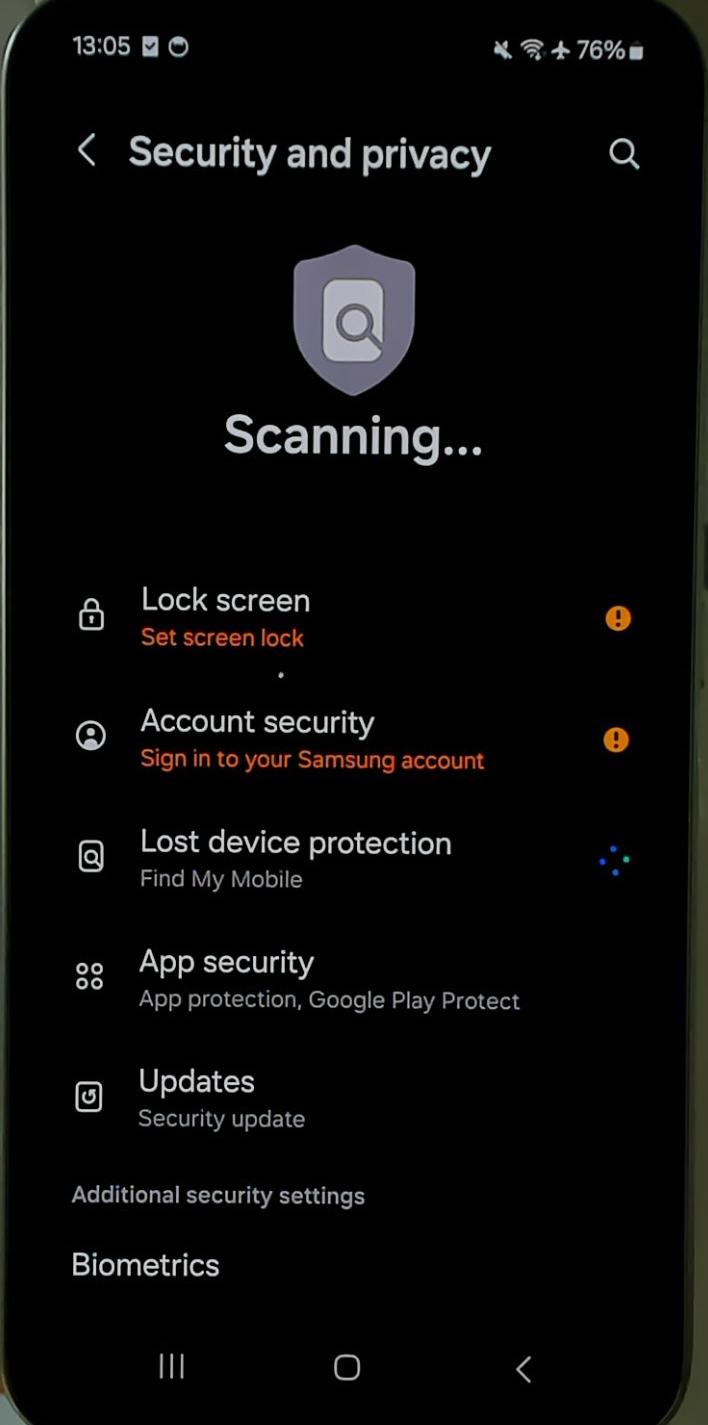 13:05
76%
Security and privacy
Scanning...
Lock screen
Set screen lock
Account security
Sign in to your Samsung account
Lost device protection
Find My Mobile
App security
App protection, Google Play Protect
Updates
Security update
Additional security settings
Biometrics